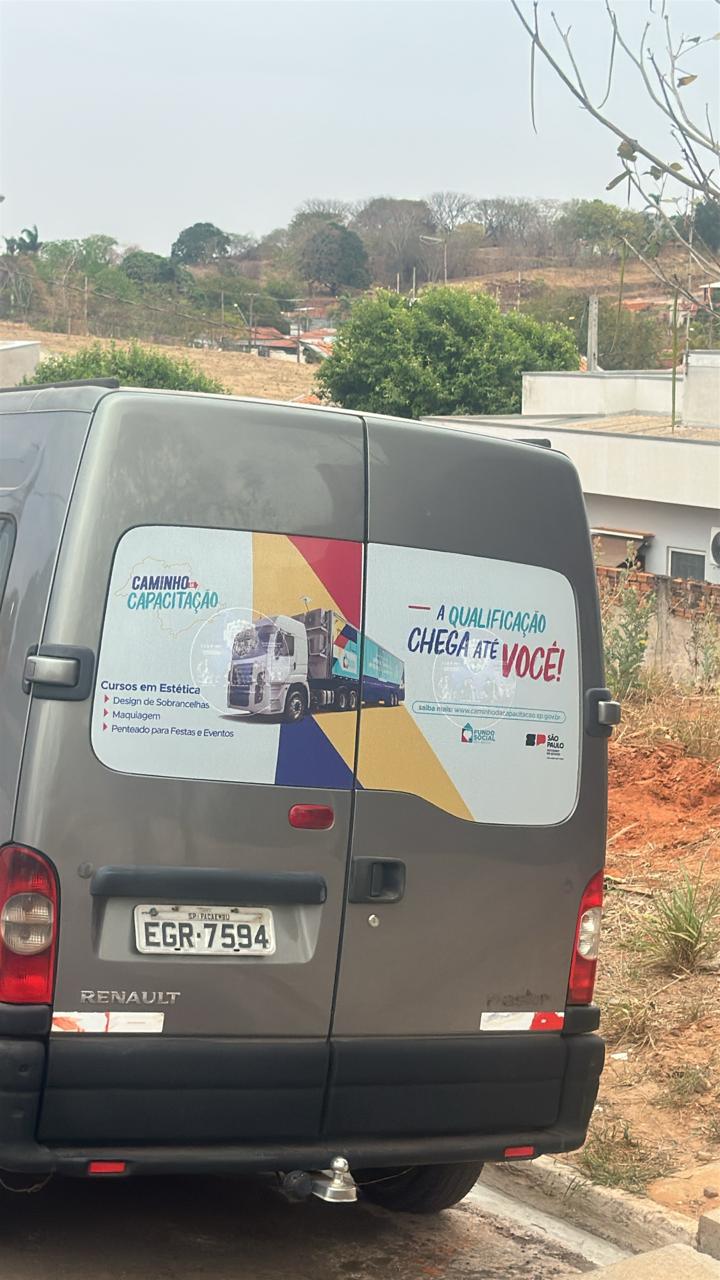 CAMINHO DA
CAPACITAÇÃO
Cursos em Estética
Design de Sobrancelhas
Maquiagem
Penteado para Festas e Eventos
A QUALIFICAÇÃO
CHEGA ATÉ VOCÊ!
saiba mais: www.caminhodacapacitacao.sp.gov.br
FUNDO
SOCIAL
SÃO
PAULO
SP-PACAEMBU
EGR·7594
RENAULT
master